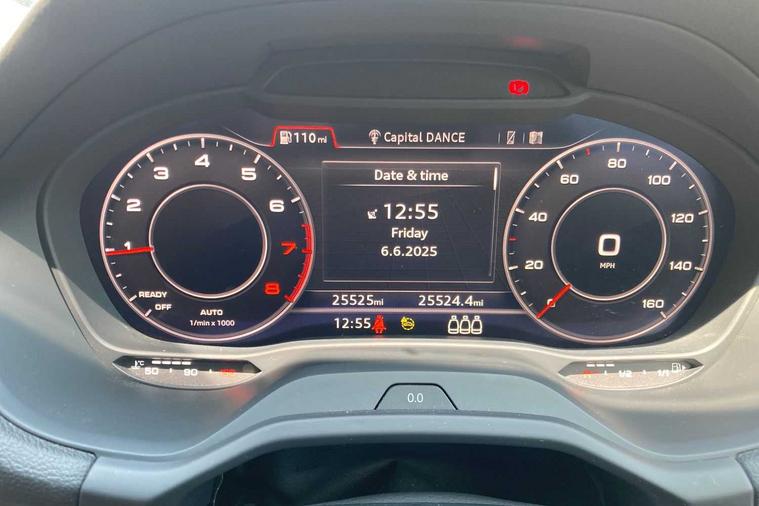 110 mi
Capital DANCE
Date & time
12:55
Friday
6.6.2025
1
2
3
4
5
6
7
8
READY
OFF
AUTO
1/min x 1000
0
20
40
60
80
100
120
140
160
0
MPH
25525mi 25524.4mi
12:55
°C
50 90
1/2 1/1
0.0